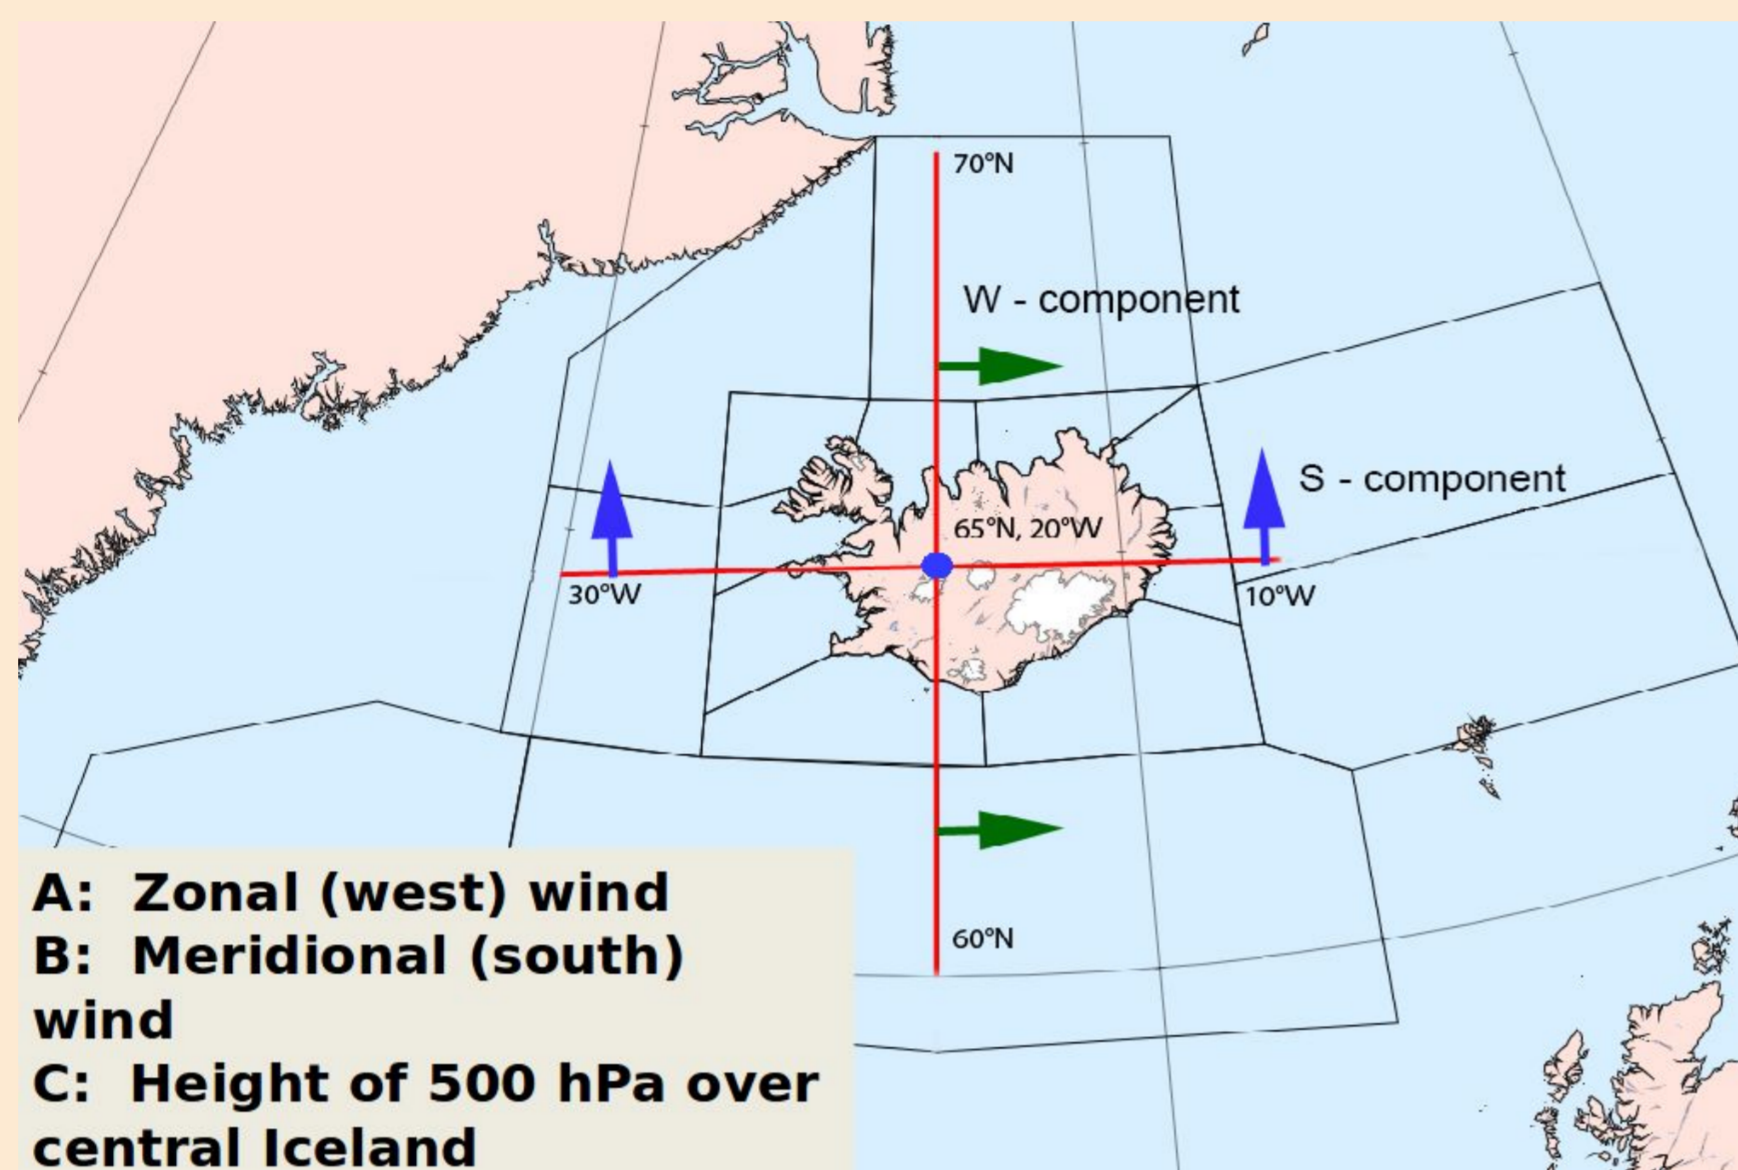 70°N
W - component
S - component
65°N, 20°W
30°W
10°W
60°N
A: Zonal (west) wind
B: Meridional (south)
wind
C: Height of 500 hPa over
central Iceland